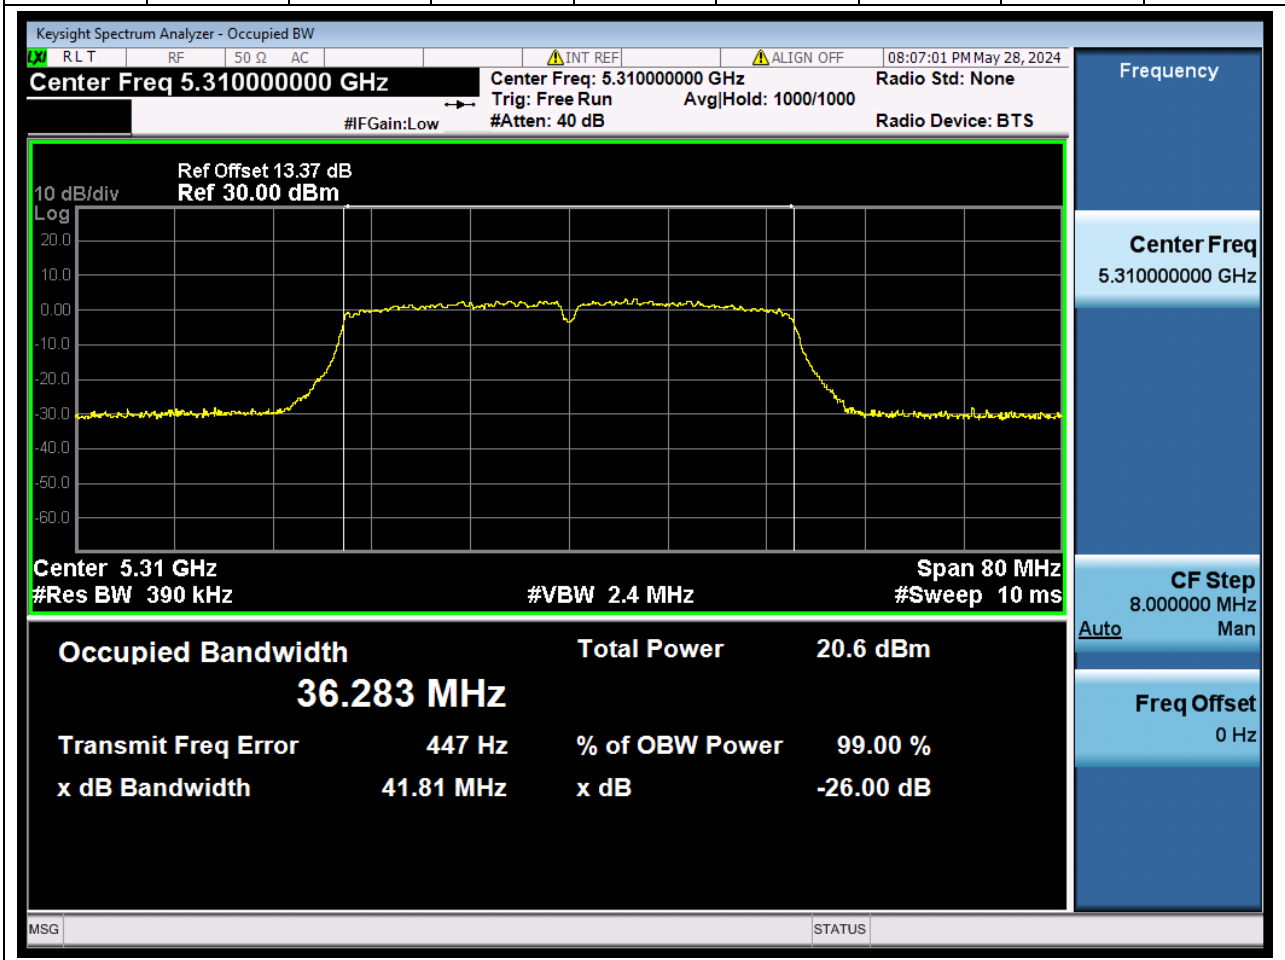 Keysight Spectrum Analyzer - Occupied BW
LXI RLT RF 50 Ω AC INT REF ALIGN OFF 08:07:01 PM May 28, 2024
Center Freq 5.310000000 GHz
Center Freq: 5.310000000 GHz Radio Std: None
Trig: Free Run Avg|Hold: 1000/1000
#IFGain:Low #Atten: 40 dB Radio Device: BTS
Ref Offset 13.37 dB
10 dB/div Ref 30.00 dBm
Log
20.0
10.0
0.00
-10.0
-20.0
-30.0
-40.0
-50.0
-60.0
Center 5.31 GHz Span 80 MHz
#Res BW 390 kHz #VBW 2.4 MHz #Sweep 10 ms
Occupied Bandwidth Total Power 20.6 dBm
36.283 MHz
Transmit Freq Error 447 Hz % of OBW Power 99.00 %
x dB Bandwidth 41.81 MHz x dB -26.00 dB
MSG STATUS
Frequency
Center Freq
5.310000000 GHz
CF Step
8.000000 MHz
Auto Man
Freq Offset
0 Hz